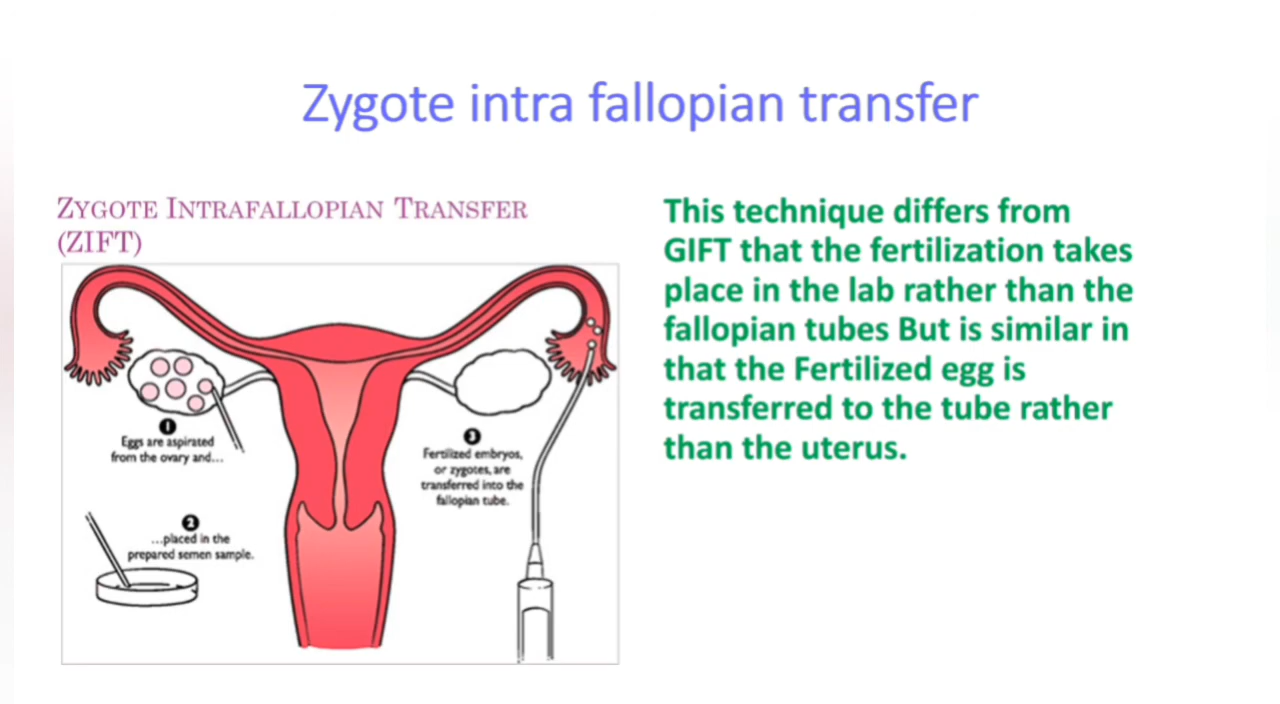 Zygote intra fallopian transfer
ZYGOTE INTRAFALLOPIAN TRANSFER
(ZIFT)
1
Eggs are aspirated
from the ovary and...
2
...placed in the
prepared semen sample.
3
Fertilized embryos,
or zygotes, are
transferred into the
fallopian tube.
This technique differs from
GIFT that the fertilization takes
place in the lab rather than the
fallopian tubes But is similar in
that the Fertilized egg is
transferred to the tube rather
than the uterus.